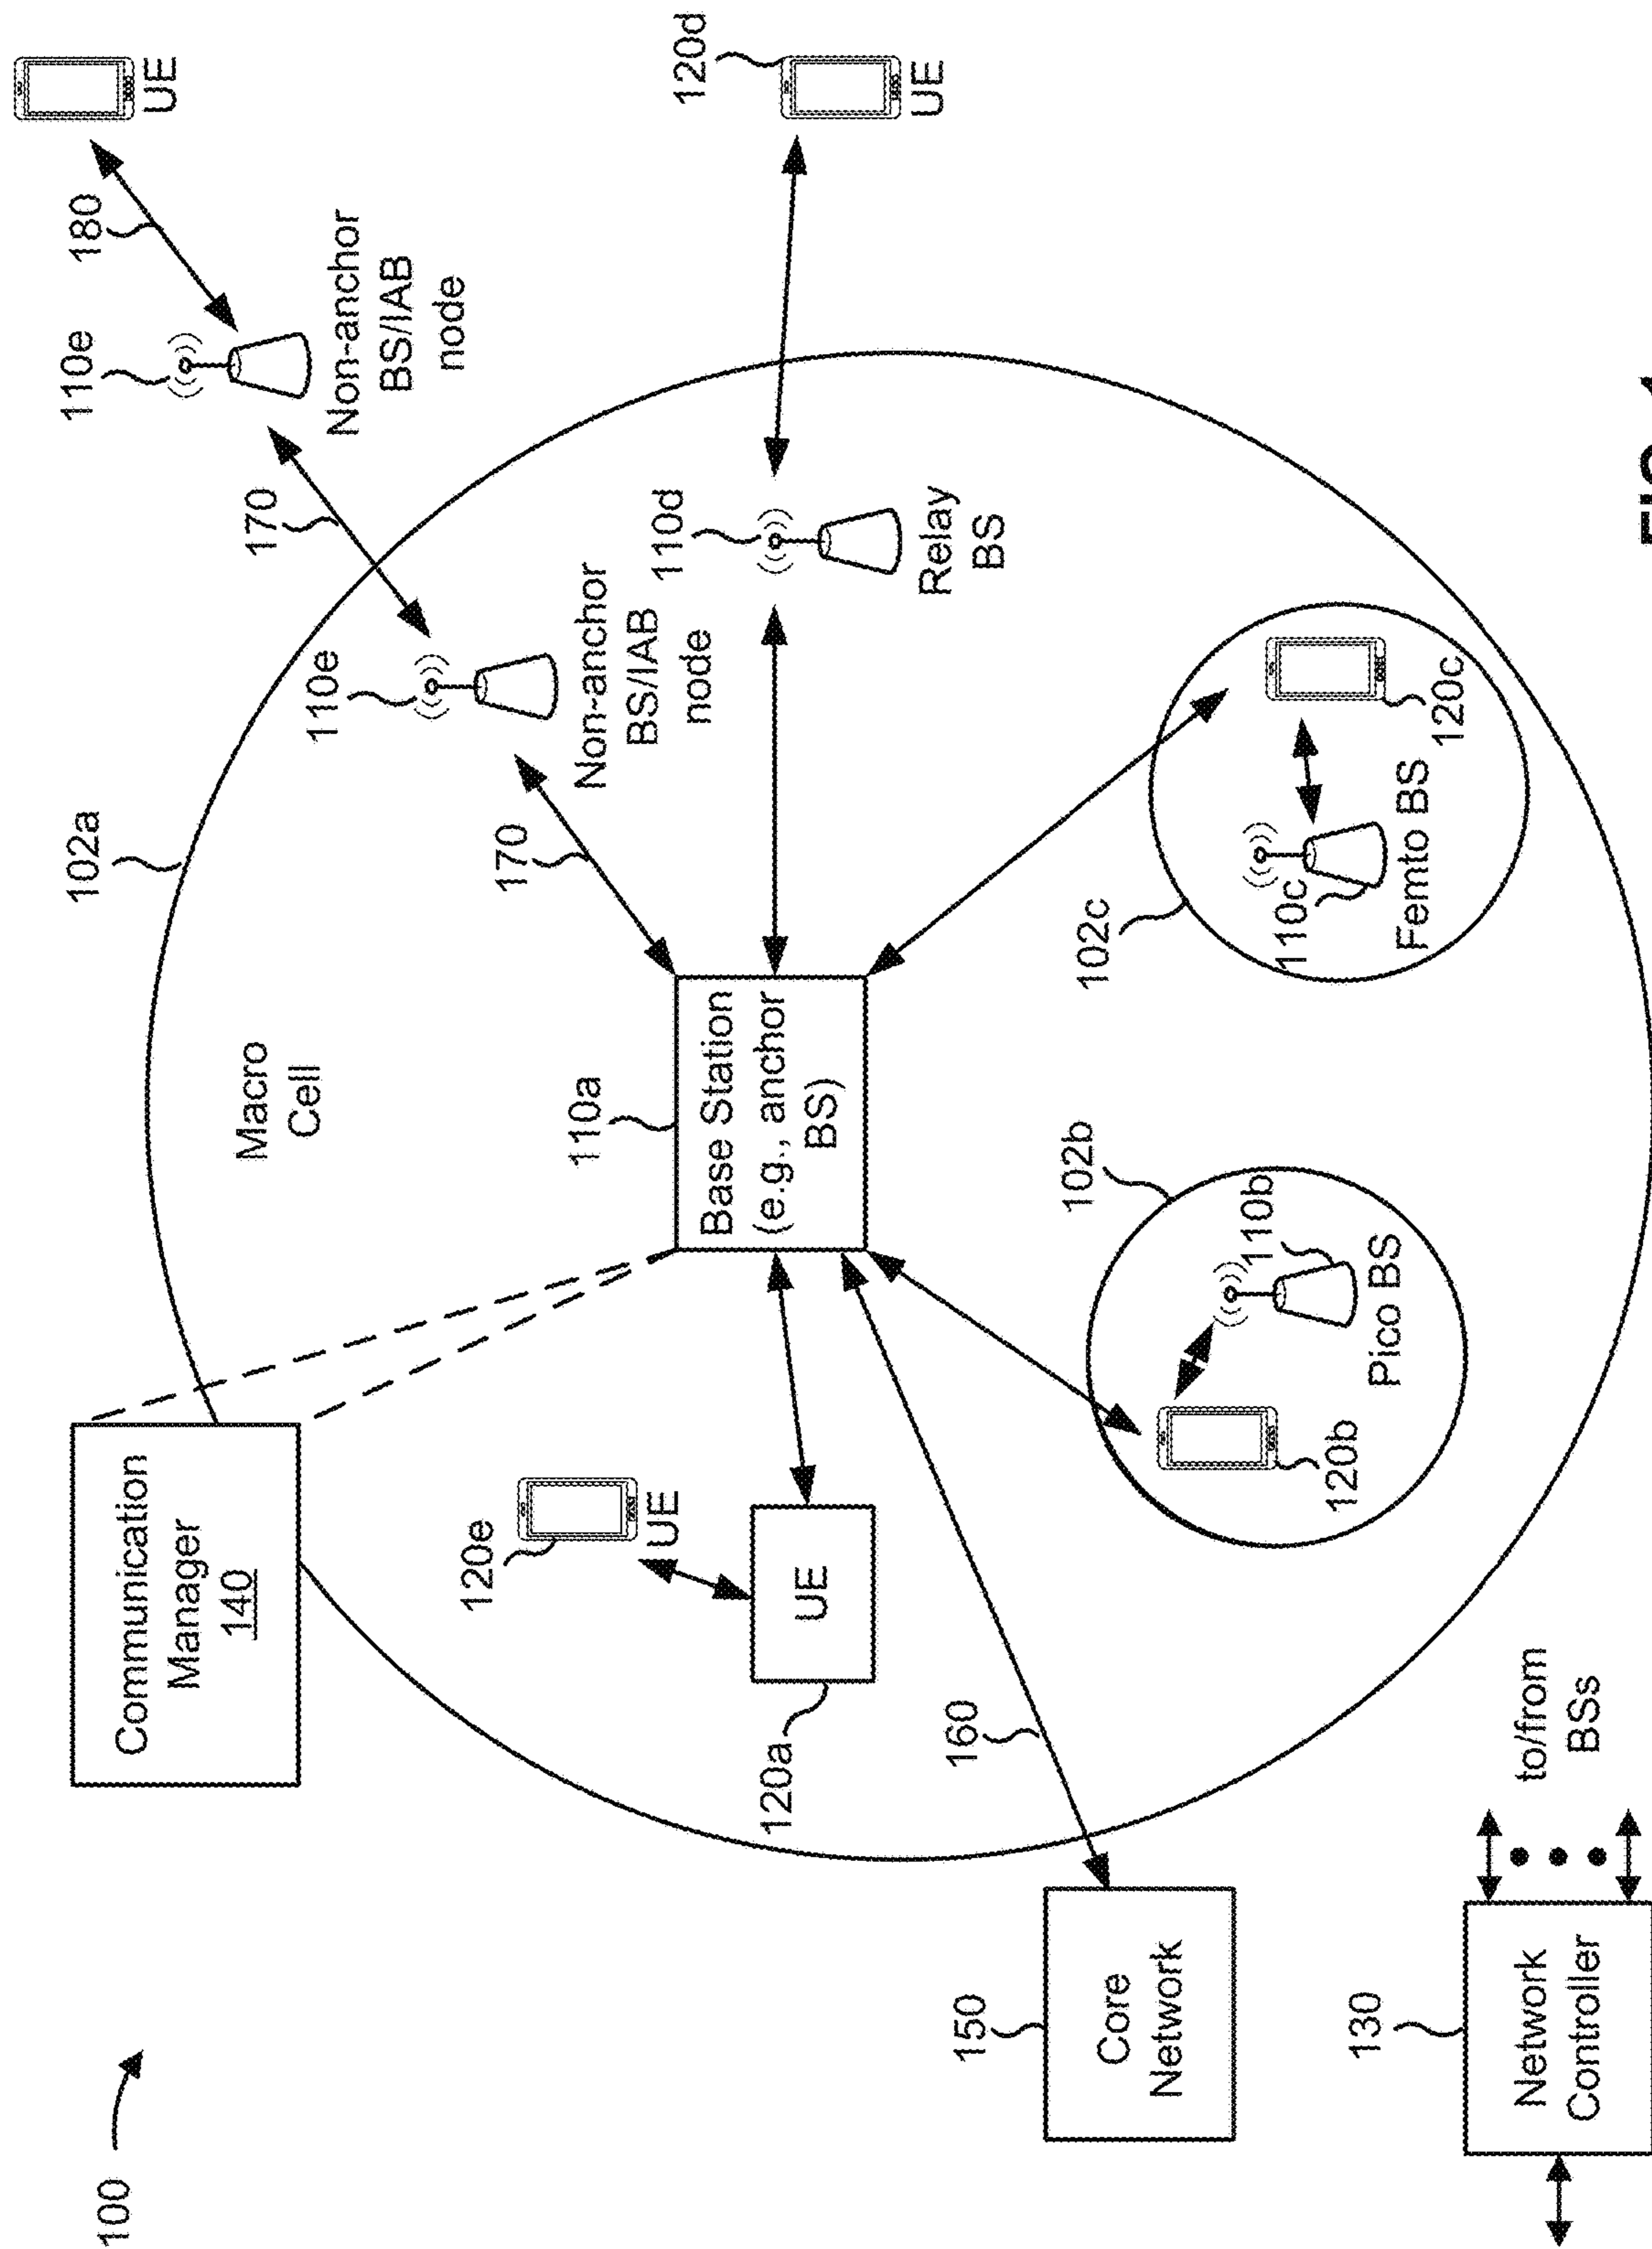 100
Communication
Manager
140
102a
Macro
Cell
110e
180
UE
Non-anchor
BS/IAB
node
170
110e
Non-anchor
BS/IAB
node
170
120d
UE
110d
Relay
BS
110a
Base Station
(e.g., anchor
BS)
120e
UE
UE
120a
160
150
Core
Network
102b
110b
Pico BS
120b
102c
110c
Femto BS
120c
130
Network
Controller
to/from
BSs